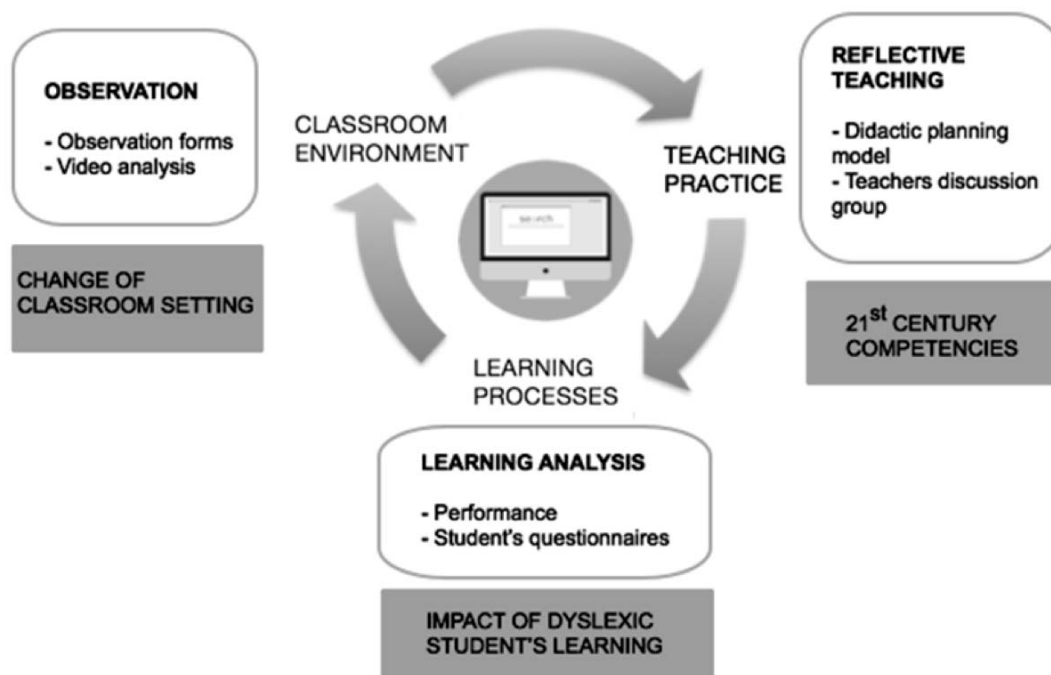 OBSERVATION
- Observation forms
- Video analysis
CHANGE OF
CLASSROOM SETTING
CLASSROOM
ENVIRONMENT
TEACHING
PRACTICE
REFLECTIVE
TEACHING
- Didactic planning
model
- Teachers discussion
group
21st CENTURY
COMPETENCIES
LEARNING
PROCESSES
LEARNING ANALYSIS
- Performance
- Student's questionnaires
IMPACT OF DYSLEXIC
STUDENT'S LEARNING